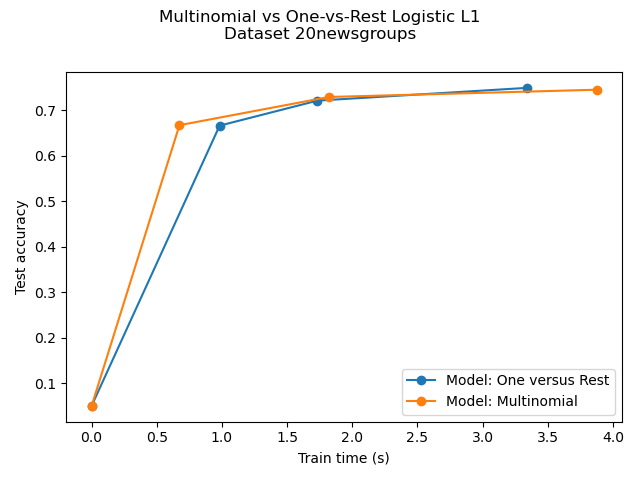 Multinomial vs One-vs-Rest Logistic L1
Dataset 20newsgroups
0.7
0.6
0.5
0.4
0.3
0.2
0.1
Test accuracy
Model: One versus Rest
Model: Multinomial
0.0 0.5 1.0 1.5 2.0 2.5 3.0 3.5 4.0
Train time (s)